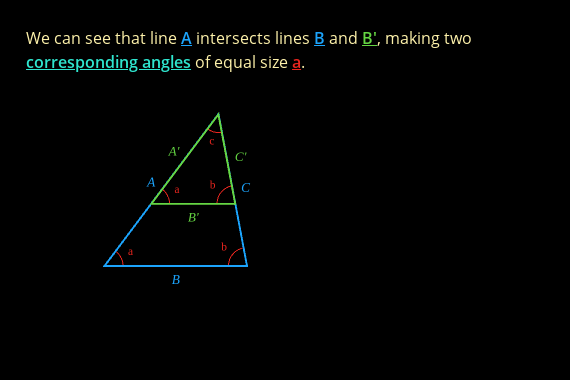 We can see that line A intersects lines B and B', making two
corresponding angles of equal size a.
c
A'
C'
A
a
b
C
B'
a
b
B